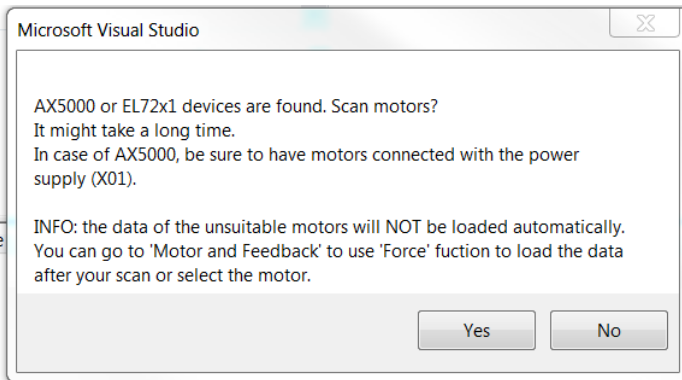 Microsoft Visual Studio
AX5000 or EL72x1 devices are found. Scan motors?
It might take a long time.
In case of AX5000, be sure to have motors connected with the power
supply (X01).
INFO: the data of the unsuitable motors will NOT be loaded automatically.
You can go to 'Motor and Feedback' to use 'Force' fuction to load the data
after your scan or select the motor.
e
Yes No